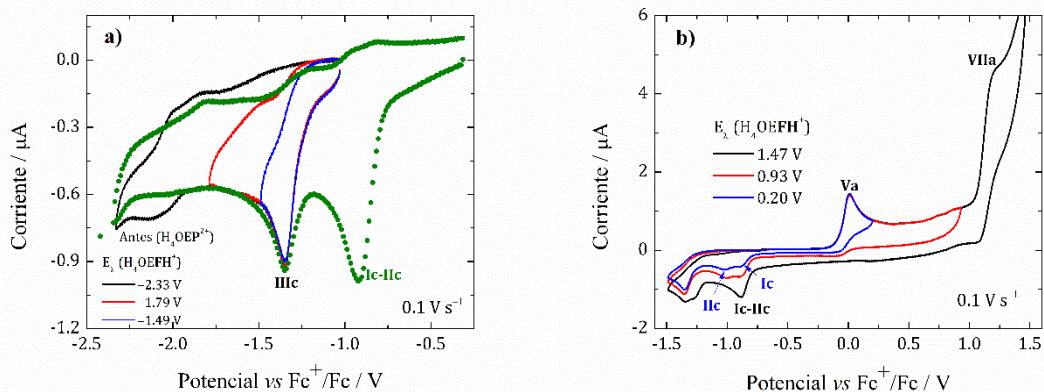 a)
0.0
-0.3
-0.6
-0.9
-1.2
Corriente / μA
Antes (H₄OEP²⁺)
E_λ (H₄OEFH⁺)
−2.33 V
1.79 V
−1.49 V
IIIc
Ic-IIc
0.1 V s⁻¹
-2.5 -2.0 -1.5 -1.0 -0.5
Potencial vs Fc⁺/Fc / V
b)
6
4
2
0
-2
Corriente / μA
E_λ (H₄OEFH⁺)
1.47 V
0.93 V
0.20 V
VIIa
Va
Ic
IIc
Ic-IIc
0.1 V s⁻¹
-1.5 -1.0 -0.5 0.0 0.5 1.0 1.5
Potencial vs Fc⁺/Fc / V